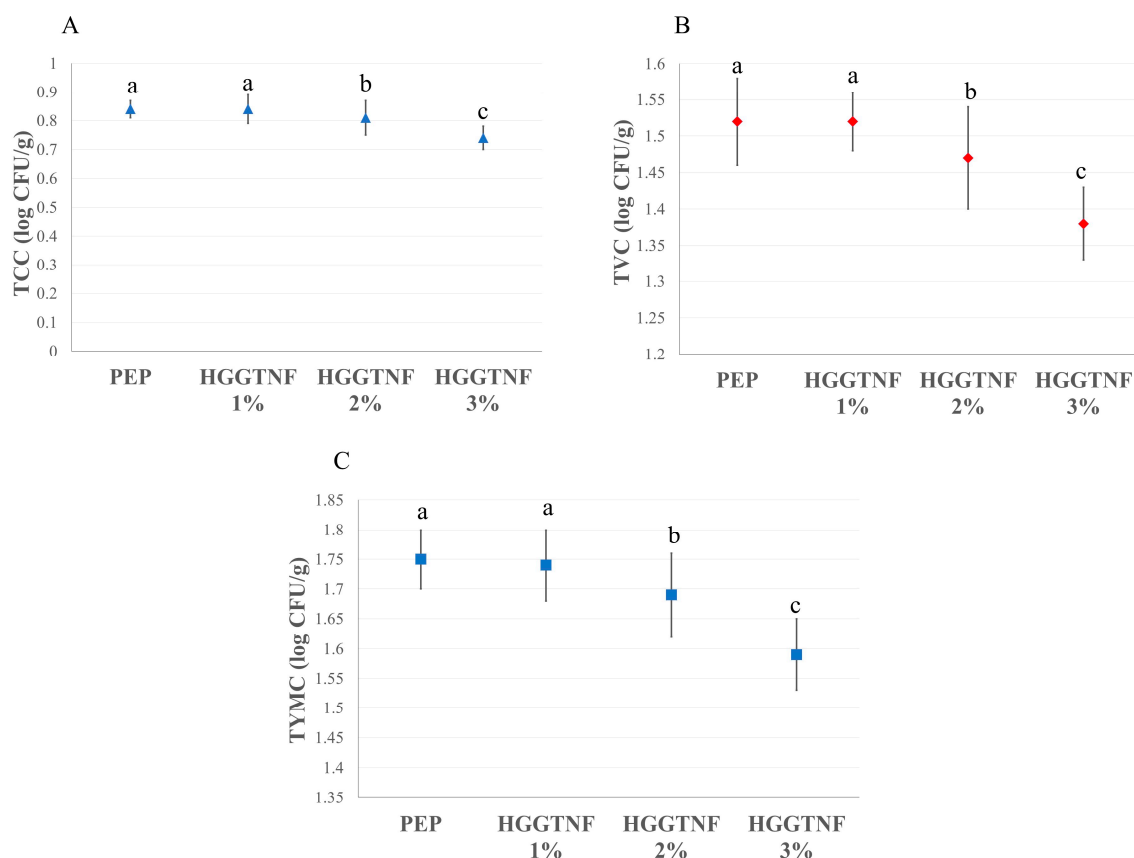 A
TCC (log CFU/g)
1
0.9
0.8
0.7
0.6
0.5
0.4
0.3
0.2
0.1
0
a
a
b
c
PEP
HGGTNF
1%
HGGTNF
2%
HGGTNF
3%
B
TVC (log CFU/g)
1.6
1.55
1.5
1.45
1.4
1.35
1.3
1.25
1.2
a
a
b
c
PEP
HGGTNF
1%
HGGTNF
2%
HGGTNF
3%
C
TYMC (log CFU/g)
1.85
1.8
1.75
1.7
1.65
1.6
1.55
1.5
1.45
1.4
1.35
a
a
b
c
PEP
HGGTNF
1%
HGGTNF
2%
HGGTNF
3%